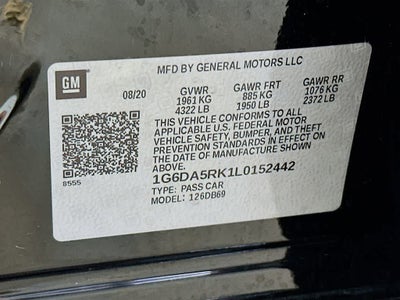 GM
MFD BY GENERAL MOTORS LLC
08/20 GVWR GAWR FRT GAWR RR
1961 KG 885 KG 1076 KG
4322 LB 1950 LB 2372 LB
THIS VEHICLE CONFORMS TO ALL
APPLICABLE U.S. FEDERAL MOTOR
VEHICLE SAFETY, BUMPER, AND THEFT
PREVENTION STANDARDS IN EFFECT ON
THE DATE OF MANUFACTURE SHOWN
ABOVE.
8555
1G6DA5RK1L0152442
TYPE: PASS CAR
MODEL: 126DB69